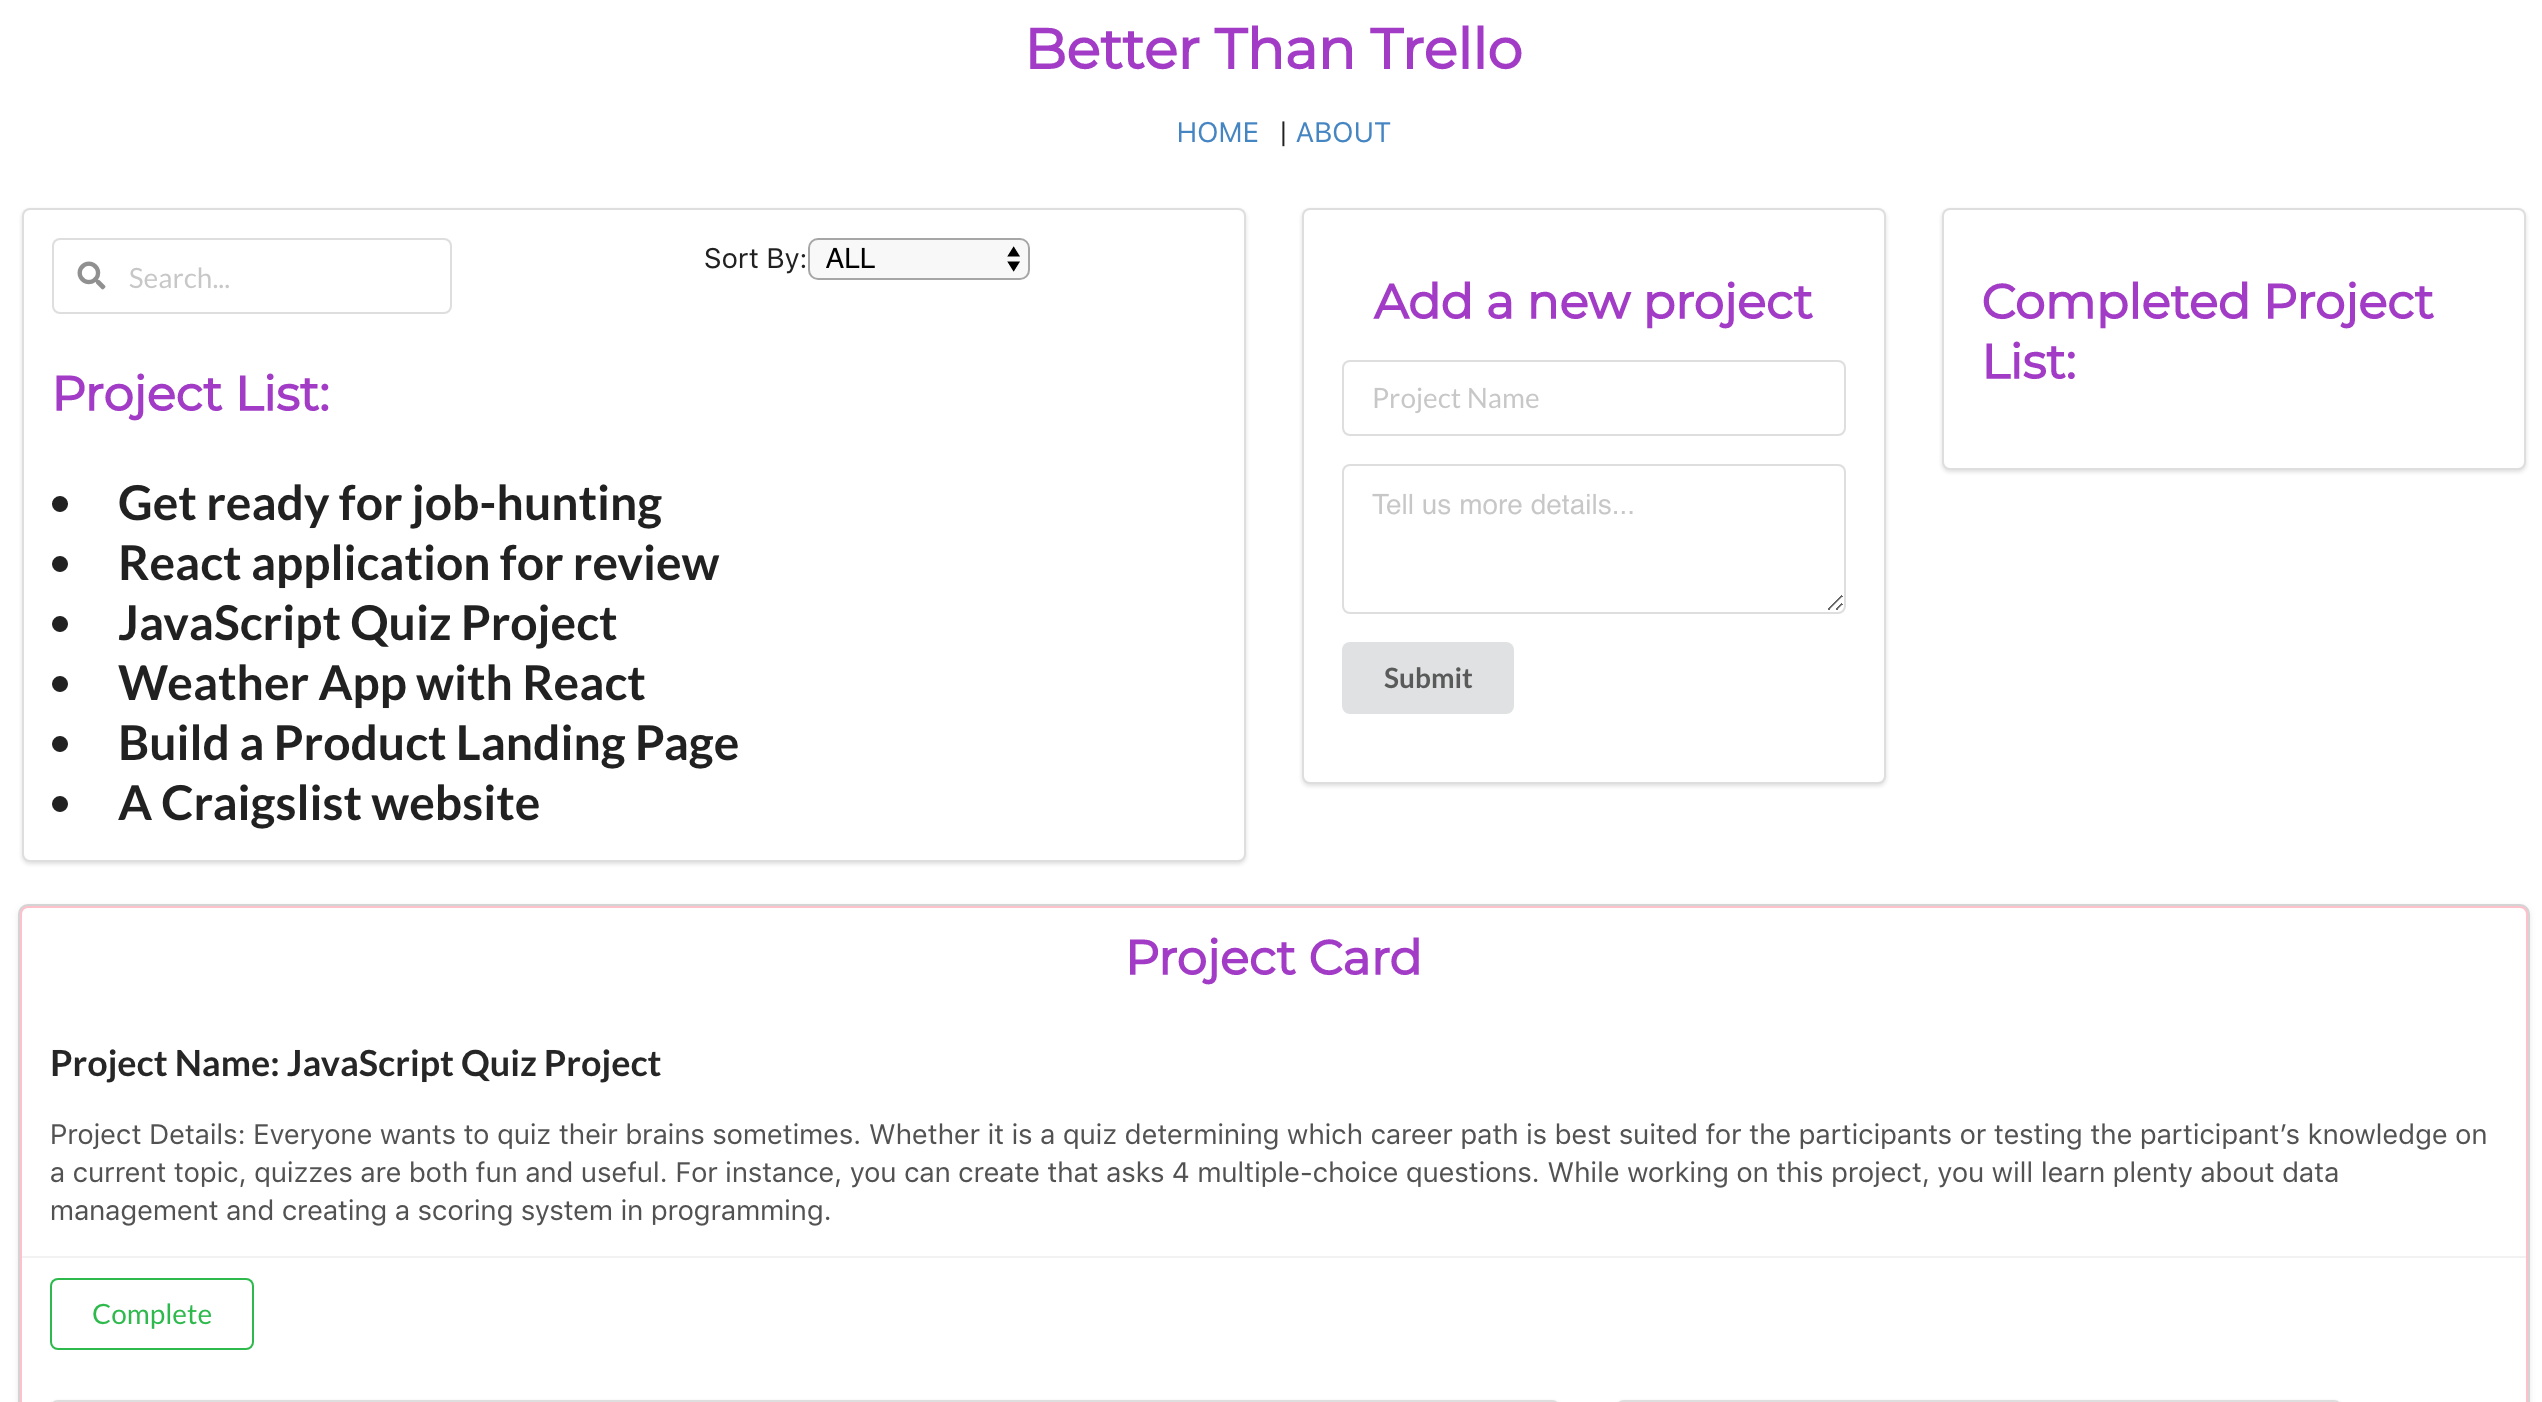 Better Than Trello
HOME | ABOUT
Search...
Sort By: ALL
Project List:
• Get ready for job-hunting
• React application for review
• JavaScript Quiz Project
• Weather App with React
• Build a Product Landing Page
• A Craigslist website
Add a new project
Project Name
Tell us more details...
Submit
Completed Project
List:
Project Card
Project Name: JavaScript Quiz Project
Project Details: Everyone wants to quiz their brains sometimes. Whether it is a quiz determining which career path is best suited for the participants or testing the participant’s knowledge on
a current topic, quizzes are both fun and useful. For instance, you can create that asks 4 multiple-choice questions. While working on this project, you will learn plenty about data
management and creating a scoring system in programming.
Complete